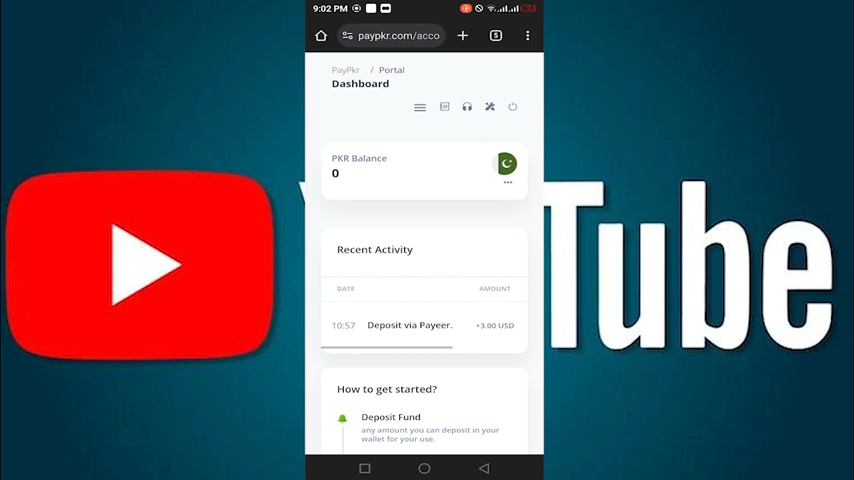 9:02 PM
paypkr.com/acco
5
PayPkr / Portal
Dashboard
PKR Balance
0
Recent Activity
DATE AMOUNT
10:57 Deposit via Payeer. +3.00 USD
How to get started?
Deposit Fund
any amount you can deposit in your
wallet for your use.
Tube